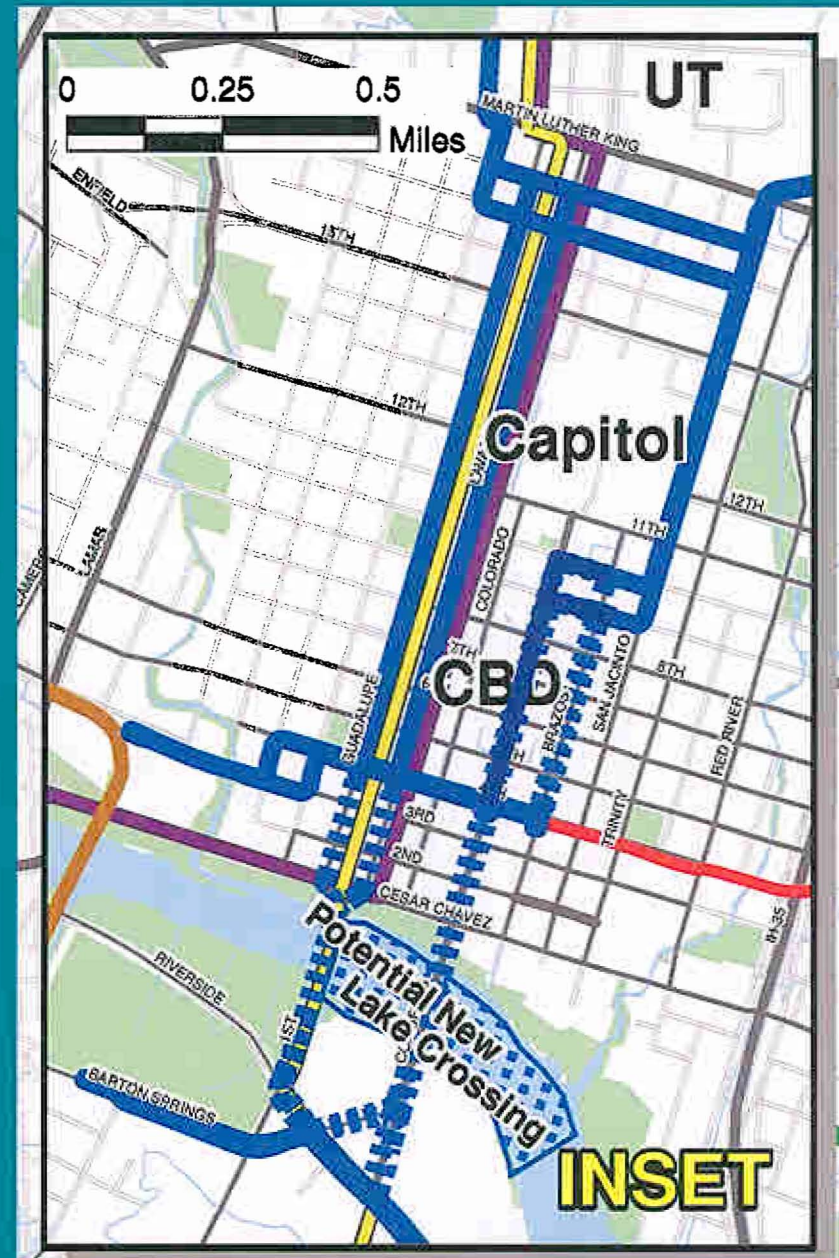 0 0.25 0.5
Miles
UT
MARTIN LUTHER KING
ENFIELD
15TH
12TH
Capitol
12TH
11TH
COLORADO
LAMAR
7TH
CBD
8TH
GUADALUPE
BRAZOS
SAN JACINTO
RED RIVER
3RD
TRINITY
2ND
CESAR CHAVEZ
IH-35
Potential New
Lake Crossing
RIVERSIDE
1ST
BARTON SPRINGS
INSET